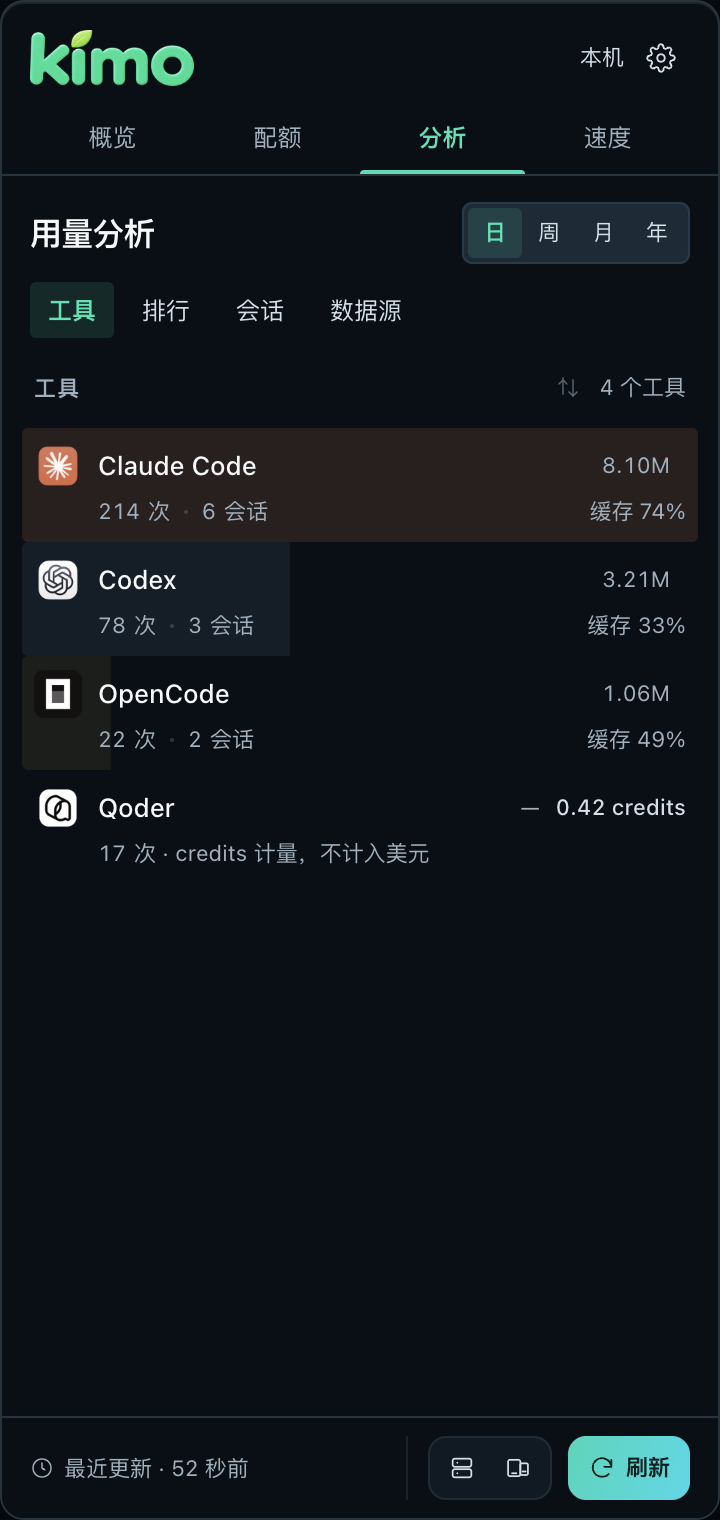 kimo
本机
概览 配额 分析 速度
用量分析
日 周 月 年
工具 排行 会话 数据源
工具 4 个工具
Claude Code 8.10M
214 次 · 6 会话 缓存 74%
Codex 3.21M
78 次 · 3 会话 缓存 33%
OpenCode 1.06M
22 次 · 2 会话 缓存 49%
Qoder — 0.42 credits
17 次 · credits 计量，不计入美元
最近更新 · 52 秒前 刷新